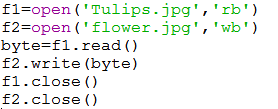 f1=open('Tulips.jpg','rb')
f2=open('flower.jpg','wb')
byte=f1.read()
f2.write(byte)
f1.close()
f2.close()